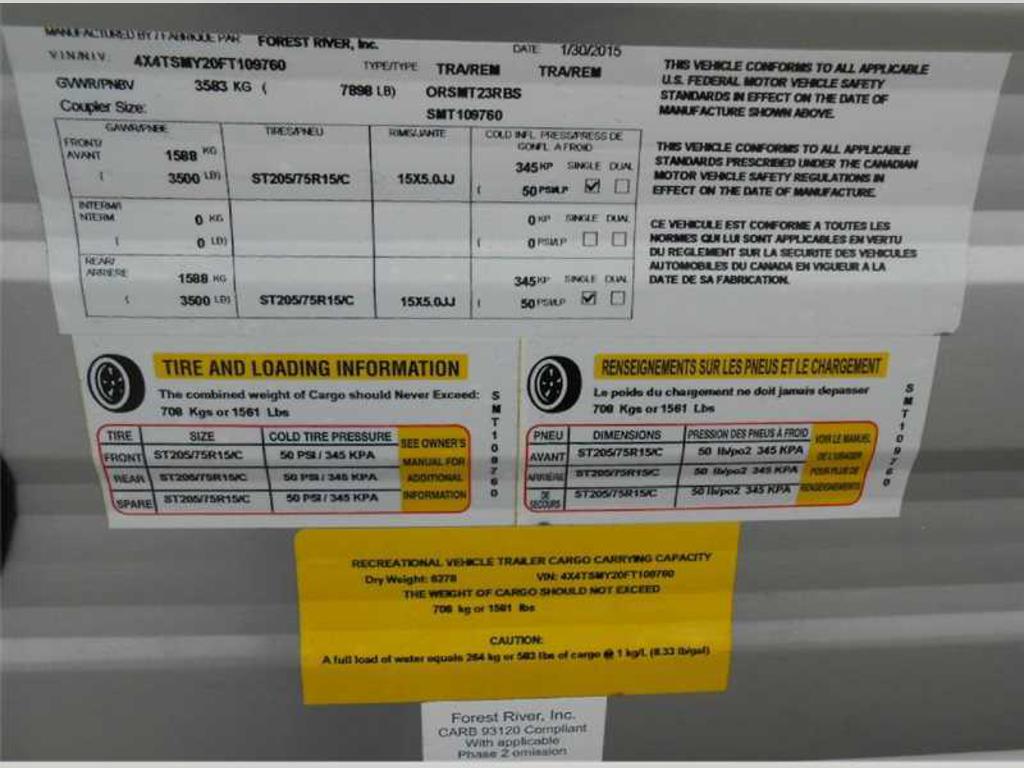 MANUFACTURED BY / FABRIQUE PAR FOREST RIVER, Inc. DATE 1/30/2015
V I N / N I V: 4X4TSMY20FT109760 TYPE/TYPE TRA/REM TRA/REM
GVWR/PNBV 3583 KG ( 7898 LB) ORSMT23RBS
Coupler Size: SMT109760
GAWR/PNBE TIRES/PNEU RIMS/JANTE COLD INFL. PRESS/PRESS DE GONFL. A FROID
FRONT/ AVANT 1588 KG 345 KP SINGLE DUAL
( 3500 LB) ST205/75R15/C 15X5.0JJ ( 50 PSI/LP
INTERM/ INTERM 0 KG 0 KP SINGLE DUAL
( 0 LB) ( 0 PSI/LP
REAR/ ARRIERE 1588 KG 345 KP SINGLE DUAL
( 3500 LB) ST205/75R15/C 15X5.0JJ ( 50 PSI/LP
THIS VEHICLE CONFORMS TO ALL APPLICABLE
U.S. FEDERAL MOTOR VEHICLE SAFETY
STANDARDS IN EFFECT ON THE DATE OF
MANUFACTURE SHOWN ABOVE.
THIS VEHICLE CONFORMS TO ALL APPLICABLE
STANDARDS PRESCRIBED UNDER THE CANADIAN
MOTOR VEHICLE SAFETY REGULATIONS IN
EFFECT ON THE DATE OF MANUFACTURE.
CE VEHICULE EST CONFORME A TOUTES LES
NORMES QUI LUI SONT APPLICABLES EN VERTU
DU REGLEMENT SUR LA SECURITE DES VEHICULES
AUTOMOBILES DU CANADA EN VIGUEUR A LA
DATE DE SA FABRICATION.
TIRE AND LOADING INFORMATION
The combined weight of Cargo should Never Exceed:
708 Kgs or 1561 Lbs
TIRE SIZE COLD TIRE PRESSURE
FRONT ST205/75R15/C 50 PSI / 345 KPA
REAR ST205/75R15/C 50 PSI / 345 KPA
SPARE ST205/75R15/C 50 PSI / 345 KPA
SEE OWNER'S
MANUAL FOR
ADDITIONAL
INFORMATION
SMT109760
RENSEIGNEMENTS SUR LES PNEUS ET LE CHARGEMENT
Le poids du chargement ne doit jamais depasser
708 Kgs or 1561 Lbs
PNEU DIMENSIONS PRESSION DES PNEUS À FROID
AVANT ST205/75R15/C 50 lb/po2 345 KPA
ARRIÈRE ST205/75R15/C 50 lb/po2 345 KPA
DE SECOURS ST205/75R15/C 50 lb/po2 345 KPA
VOIR LE MANUEL
DE L'USAGER
POUR PLUS DE
RENSEIGNEMENTS
SMT109760
RECREATIONAL VEHICLE TRAILER CARGO CARRYING CAPACITY
Dry Weight: 6278 VIN: 4X4TSMY20FT109760
THE WEIGHT OF CARGO SHOULD NOT EXCEED
708 kg or 1561 lbs
CAUTION:
A full load of water equals 264 kg or 583 lbs of cargo @ 1 kg/L (8.33 lb/gal)
Forest River, Inc.
CARB 93120 Compliant
With applicable
Phase 2 omission